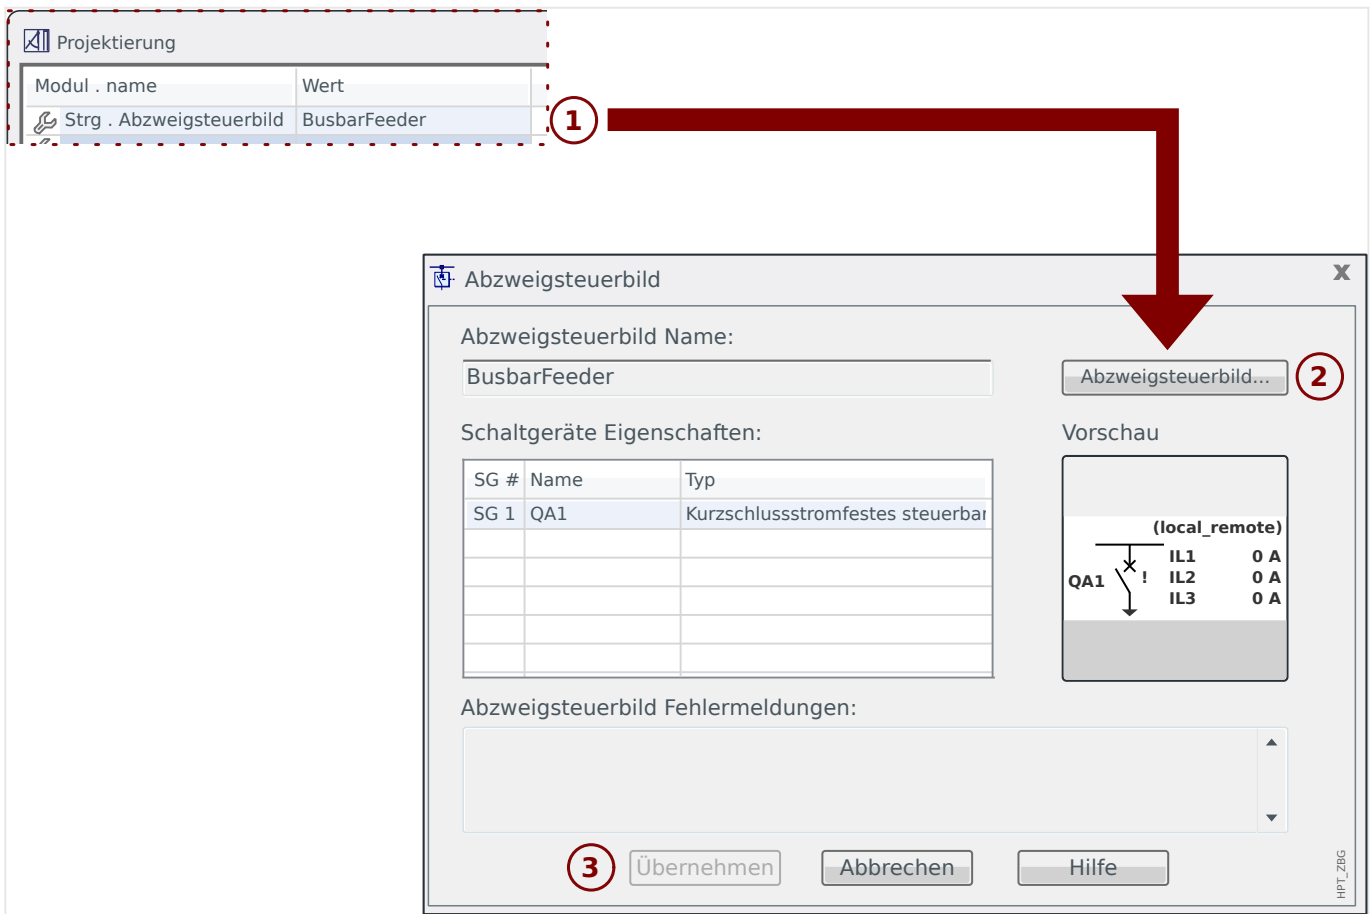 Projektierung
Modul . name Wert
Strg . Abzweigsteuerbild BusbarFeeder
1
Abzweigsteuerbild X
Abzweigsteuerbild Name:
BusbarFeeder Abzweigsteuerbild... 2
Schaltgeräte Eigenschaften: Vorschau
SG # Name Typ
SG 1 QA1 Kurzschlussstromfestes steuerbar
(local_remote)
IL1 0 A
QA1 ! IL2 0 A
IL3 0 A
Abzweigsteuerbild Fehlermeldungen:
3 Übernehmen Abbrechen Hilfe
HPT_ZBG